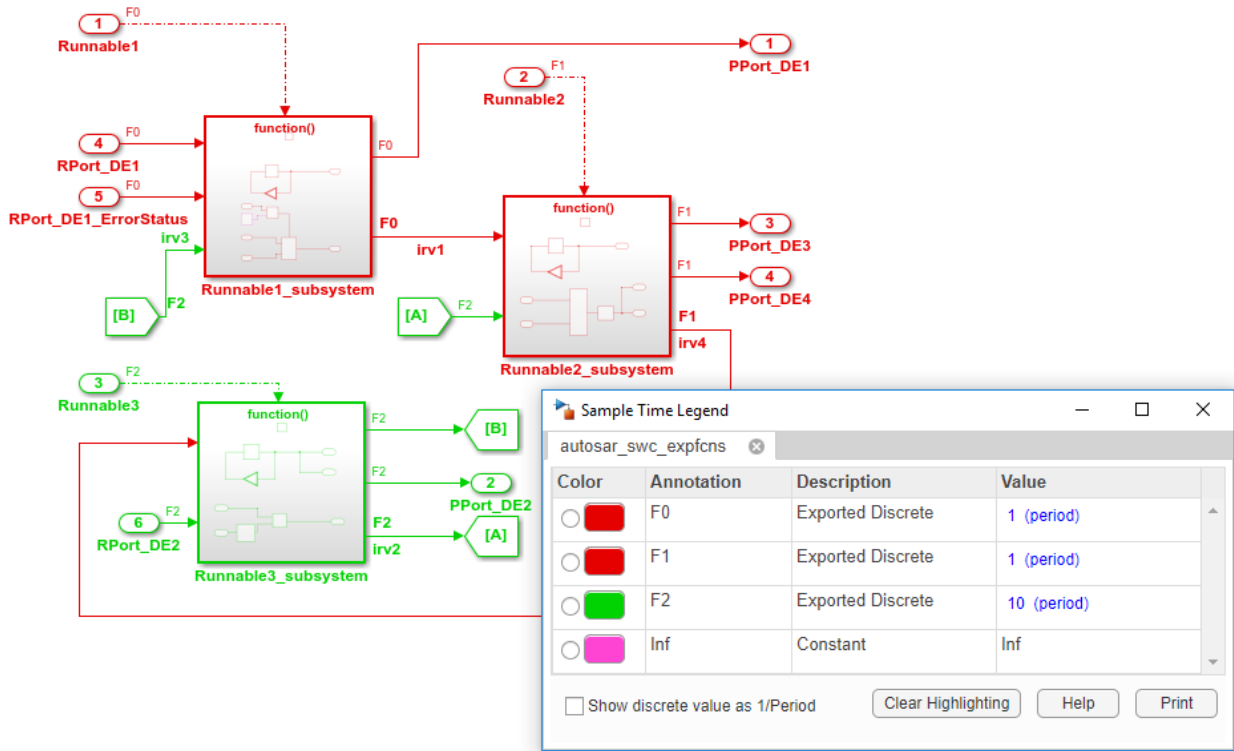 1
F0
Runnable1
1
PPort_DE1
2
F1
Runnable2
function()
4
F0
RPort_DE1
F0
5
F0
RPort_DE1_ErrorStatus
irv3
F0
irv1
function()
F1
3
PPort_DE3
F1
4
PPort_DE4
[B]
F2
Runnable1_subsystem
[A]
F2
F1
irv4
Runnable2_subsystem
3
F2
Runnable3
function()
F2
[B]
F2
2
PPort_DE2
6
F2
RPort_DE2
F2
irv2
[A]
Runnable3_subsystem
Sample Time Legend
autosar_swc_expfcns
Color Annotation Description Value
F0 Exported Discrete 1 (period)
F1 Exported Discrete 1 (period)
F2 Exported Discrete 10 (period)
Inf Constant Inf
Show discrete value as 1/Period
Clear Highlighting
Help
Print